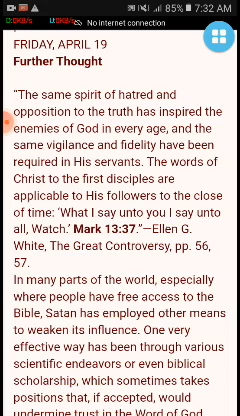 85% 7:32 AM
0:0KB/s U:0KB/s No internet connection
FRIDAY, APRIL 19
Further Thought
"The same spirit of hatred and
opposition to the truth has inspired the
enemies of God in every age, and the
same vigilance and fidelity have been
required in His servants. The words of
Christ to the first disciples are
applicable to His followers to the close
of time: 'What I say unto you I say unto
all, Watch.' Mark 13:37."—Ellen G.
White, The Great Controversy, pp. 56,
57.
In many parts of the world, especially
where people have free access to the
Bible, Satan has employed other means
to weaken its influence. One very
effective way has been through various
scientific endeavors or even biblical
scholarship, which sometimes takes
positions that, if accepted, would
undermine trust in the Word of God